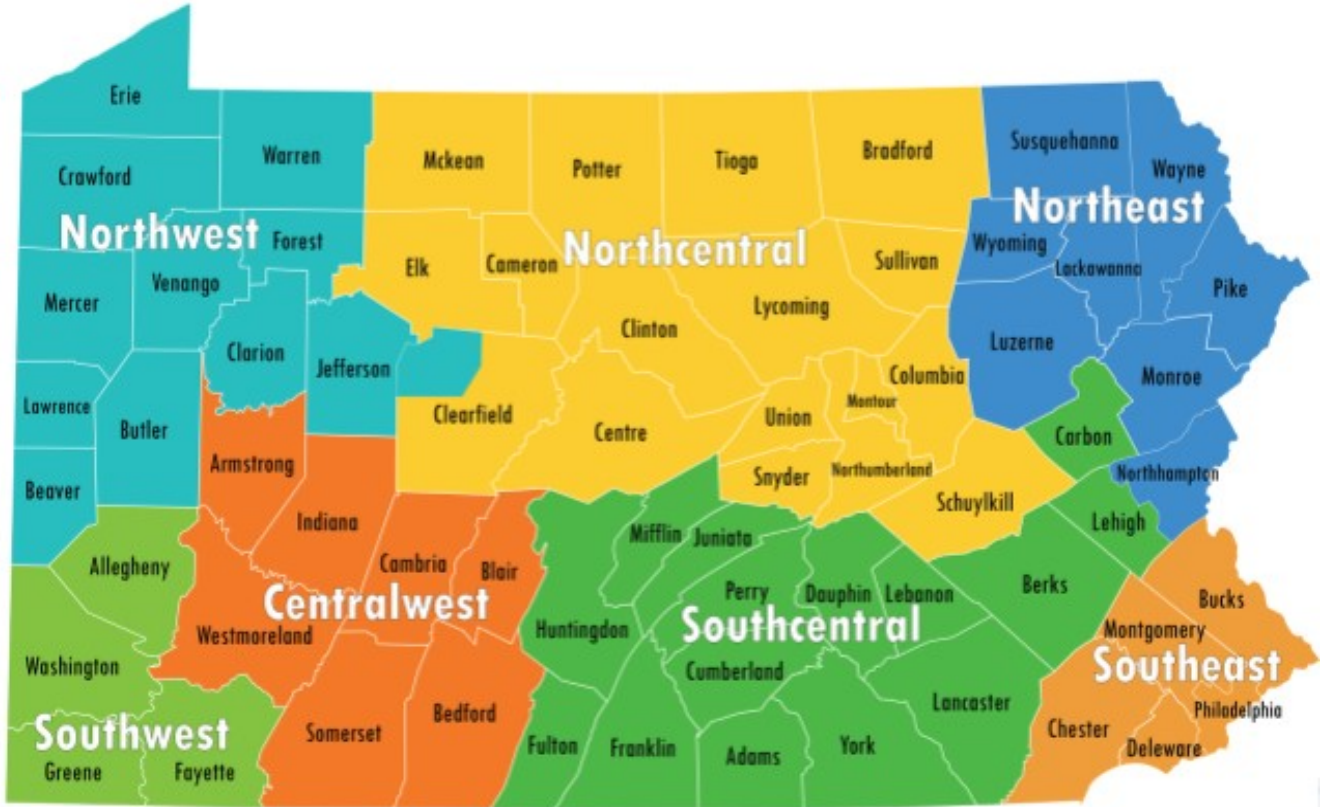 Erie
Warren
Mckean
Potter
Tioga
Bradford
Susquehanna
Wayne
Crawford
Northwest
Forest
Northcentral
Northeast
Elk
Cameron
Sullivan
Wyoming
Lackawanna
Venango
Mercer
Lycoming
Pike
Clinton
Clarion
Jefferson
Luzerne
Columbia
Monroe
Lawrence
Butler
Clearfield
Centre
Union
Montour
Carbon
Armstrong
Snyder
Northumberland
Northhampton
Beaver
Schuylkill
Indiana
Lehigh
Mifflin
Juniata
Allegheny
Cambria
Blair
Perry
Dauphin
Lebanon
Berks
Bucks
Centralwest
Westmoreland
Huntingdon
Southcentral
Montgomery
Southeast
Washington
Cumberland
Lancaster
Philadelphia
Southwest
Somerset
Bedford
Chester
Deleware
Greene
Fayette
Fulton
Franklin
Adams
York